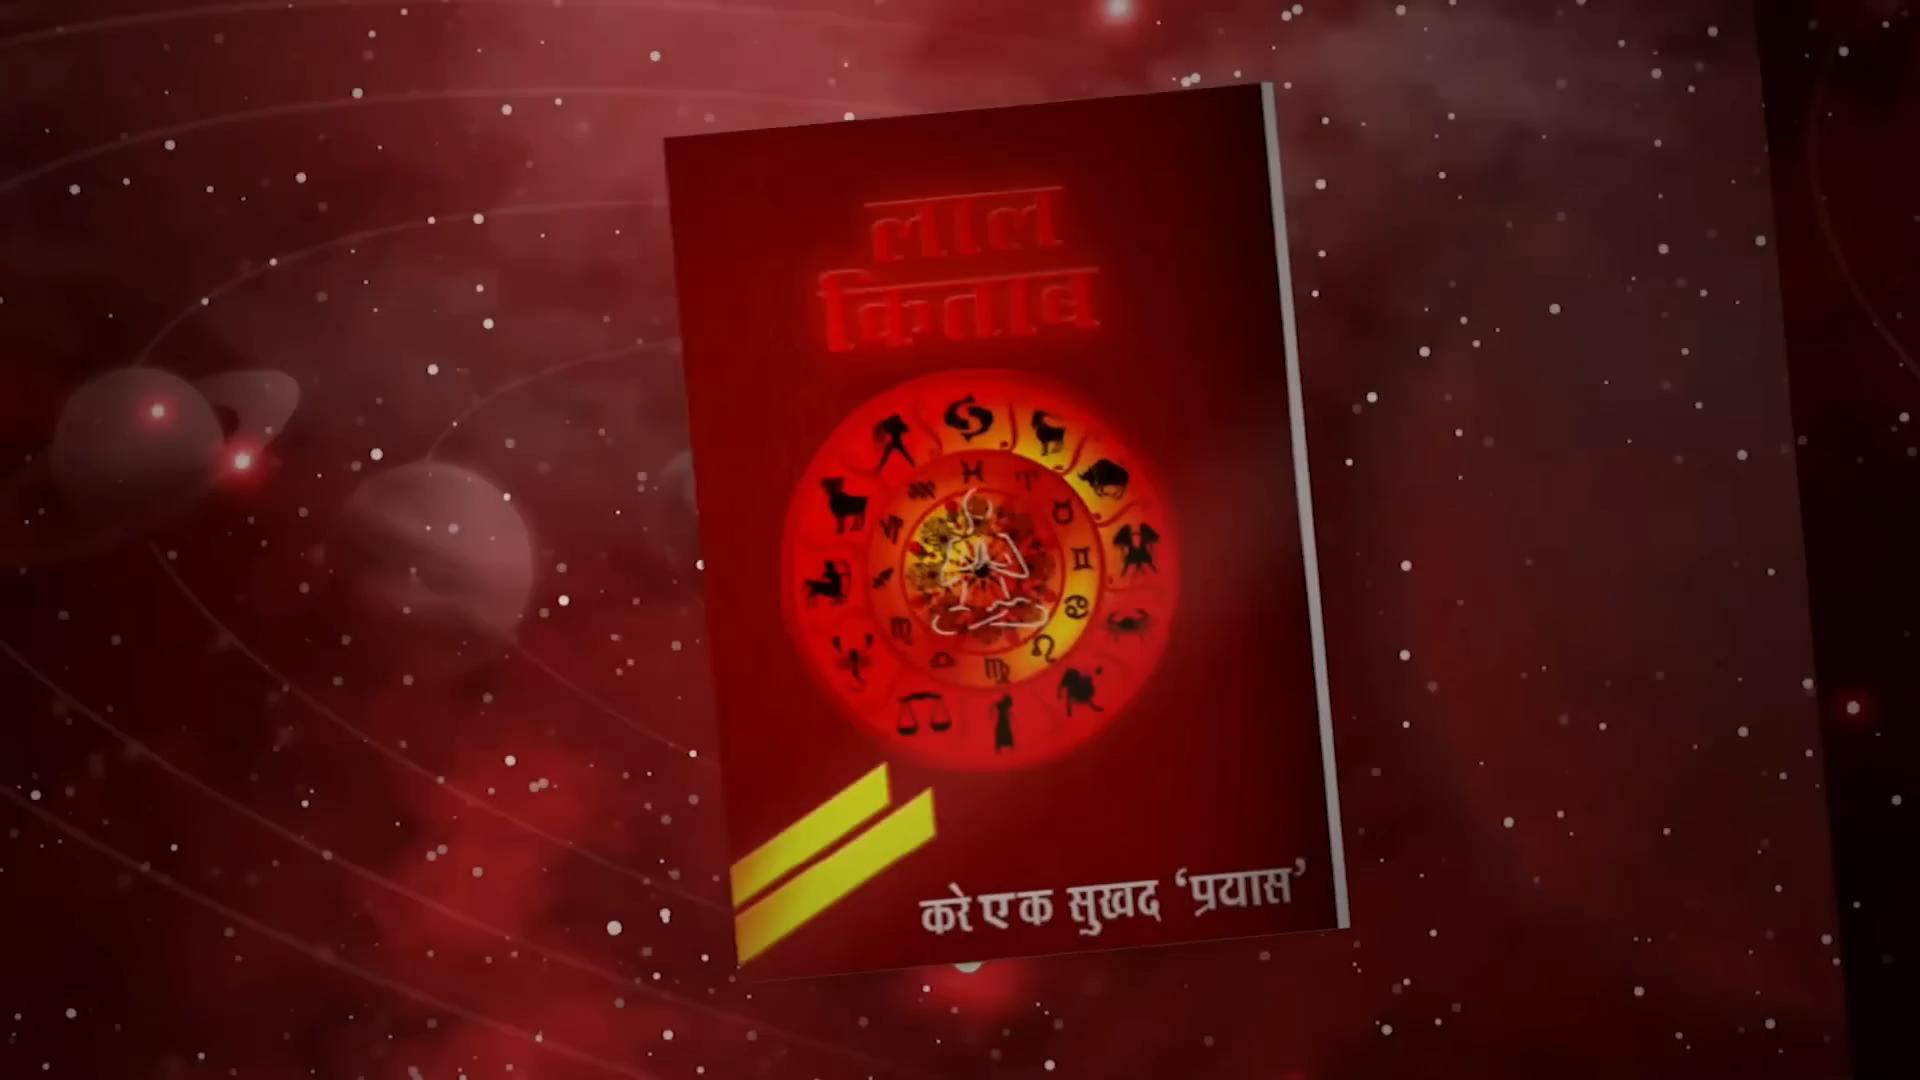 लाल
किताब
करे एक सुखद ‘प्रयास’